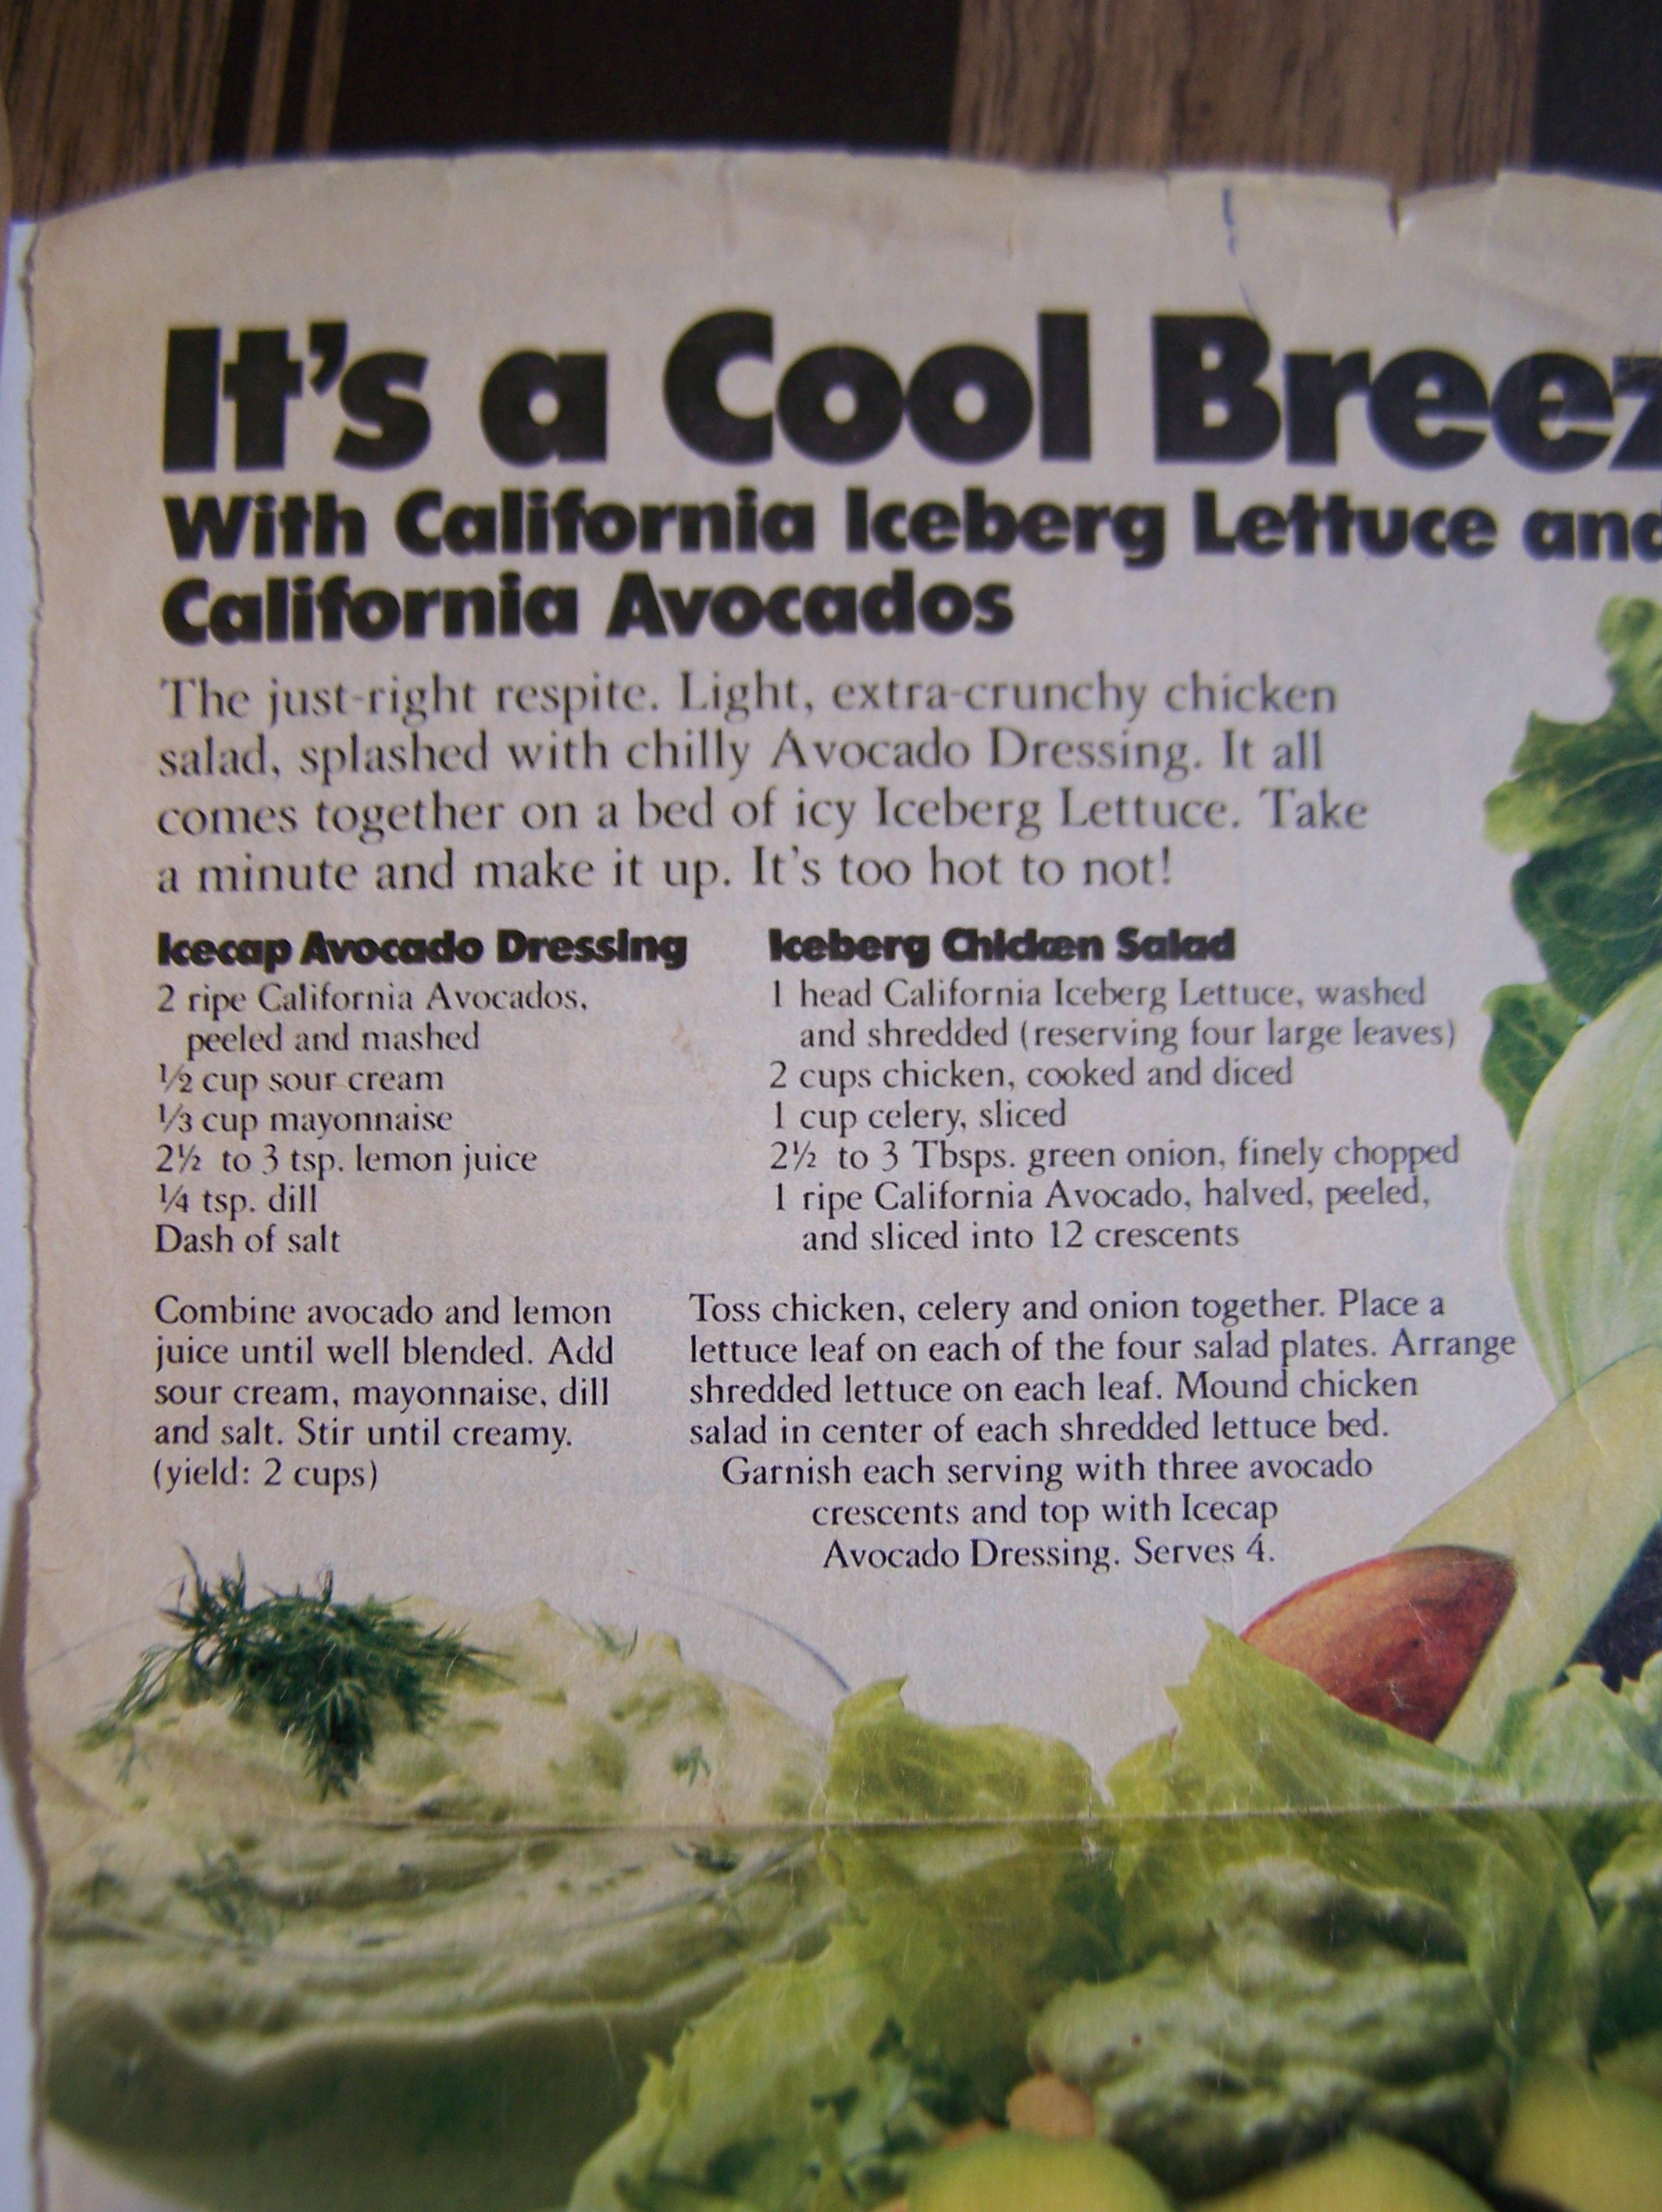 It's a Cool Breez
With California Iceberg Lettuce and
California Avocados
The just-right respite. Light, extra-crunchy chicken
salad, splashed with chilly Avocado Dressing. It all
comes together on a bed of icy Iceberg Lettuce. Take
a minute and make it up. It's too hot to not!
Icecap Avocado Dressing
2 ripe California Avocados,
peeled and mashed
½ cup sour cream
⅓ cup mayonnaise
2½ to 3 tsp. lemon juice
¼ tsp. dill
Dash of salt
Combine avocado and lemon
juice until well blended. Add
sour cream, mayonnaise, dill
and salt. Stir until creamy.
(yield: 2 cups)
Iceberg Chicken Salad
1 head California Iceberg Lettuce, washed
and shredded (reserving four large leaves)
2 cups chicken, cooked and diced
1 cup celery, sliced
2½ to 3 Tbsps. green onion, finely chopped
1 ripe California Avocado, halved, peeled,
and sliced into 12 crescents
Toss chicken, celery and onion together. Place a
lettuce leaf on each of the four salad plates. Arrange
shredded lettuce on each leaf. Mound chicken
salad in center of each shredded lettuce bed.
Garnish each serving with three avocado
crescents and top with Icecap
Avocado Dressing. Serves 4.